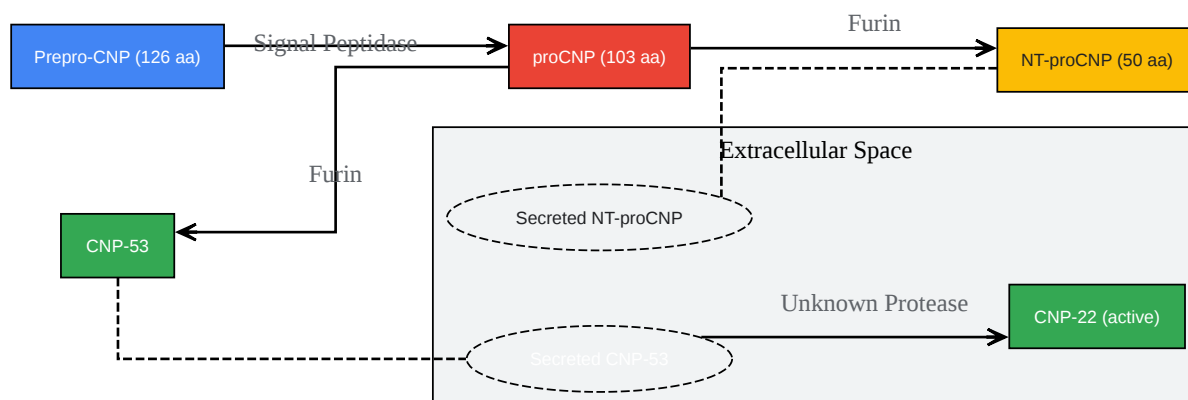 Furin
Prepro-CNP (126 aa)
Signal Peptidase
proCNP (103 aa)
NT-proCNP (50 aa)
Extracellular Space
Furin
Secreted NT-proCNP
CNP-53
Unknown Protease
CNP-22 (active)
Secreted CNP-53